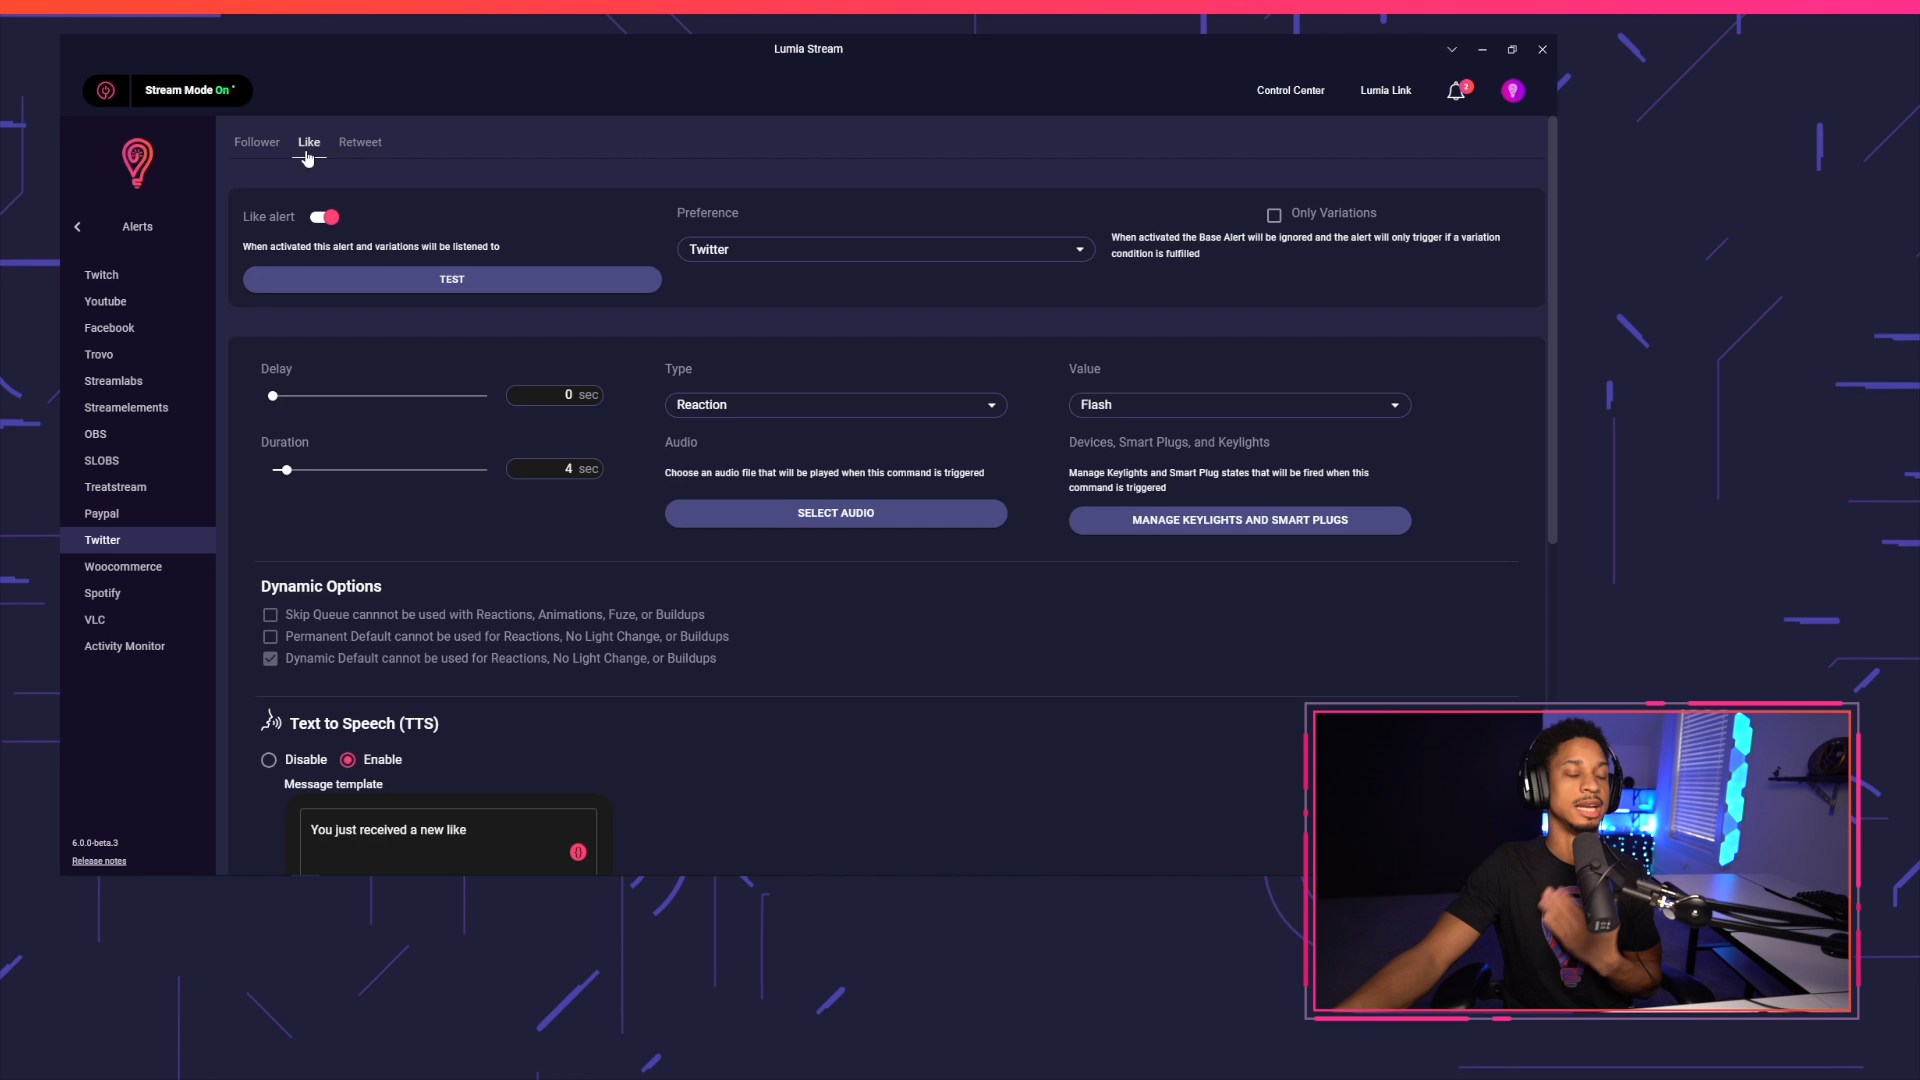 Lumia Stream
Stream Mode On
Control Center
Lumia Link
2
Follower
Like
Retweet
Alerts
Twitch
Youtube
Facebook
Trovo
Streamlabs
Streamelements
OBS
SLOBS
Treatstream
Paypal
Twitter
Woocommerce
Spotify
VLC
Activity Monitor
6.0.0-beta.3
Release notes
Like alert
When activated this alert and variations will be listened to
TEST
Preference
Twitter
Only Variations
When activated the Base Alert will be ignored and the alert will only trigger if a variation
condition is fulfilled
Delay
0 sec
Duration
4 sec
Type
Reaction
Audio
Choose an audio file that will be played when this command is triggered
SELECT AUDIO
Value
Flash
Devices, Smart Plugs, and Keylights
Manage Keylights and Smart Plug states that will be fired when this
command is triggered
MANAGE KEYLIGHTS AND SMART PLUGS
Dynamic Options
Skip Queue cannnot be used with Reactions, Animations, Fuze, or Buildups
Permanent Default cannot be used for Reactions, No Light Change, or Buildups
Dynamic Default cannot be used for Reactions, No Light Change, or Buildups
Text to Speech (TTS)
Disable
Enable
Message template
You just received a new like
{}